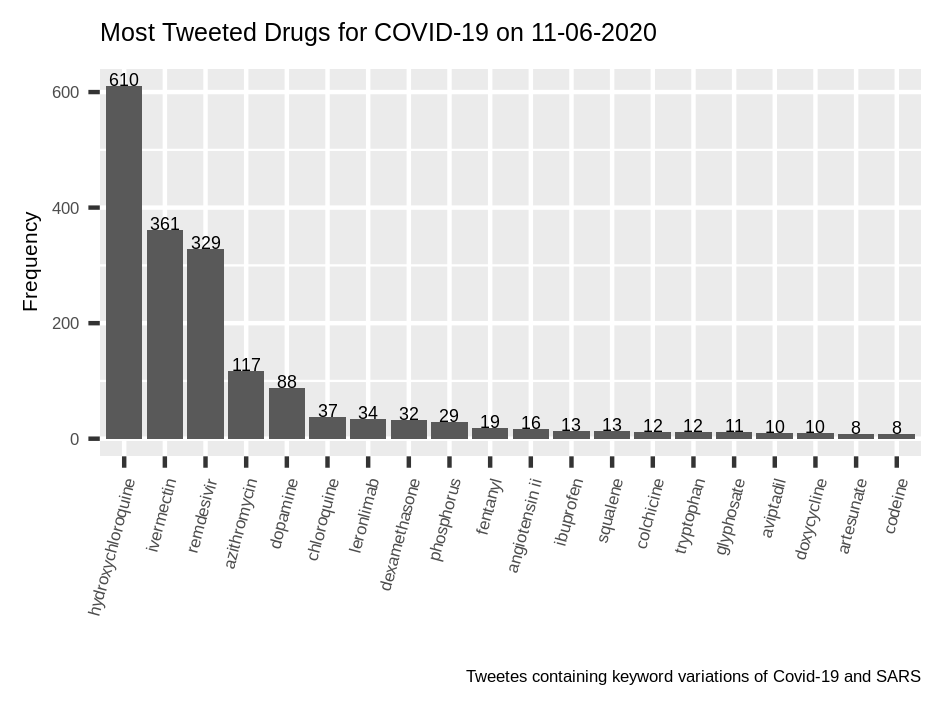 Most Tweeted Drugs for COVID-19 on 11-06-2020
Frequency
600
400
200
0
610
361
329
117
88
37
34
32
29
19
16
13
13
12
12
11
10
10
8
8
hydroxychloroquine
ivermectin
remdesivir
azithromycin
dopamine
chloroquine
leronlimab
dexamethasone
phosphorus
fentanyl
angiotensin ii
ibuprofen
squalene
colchicine
tryptophan
glyphosate
aviptadil
doxycycline
artesunate
codeine
Tweetes containing keyword variations of Covid-19 and SARS